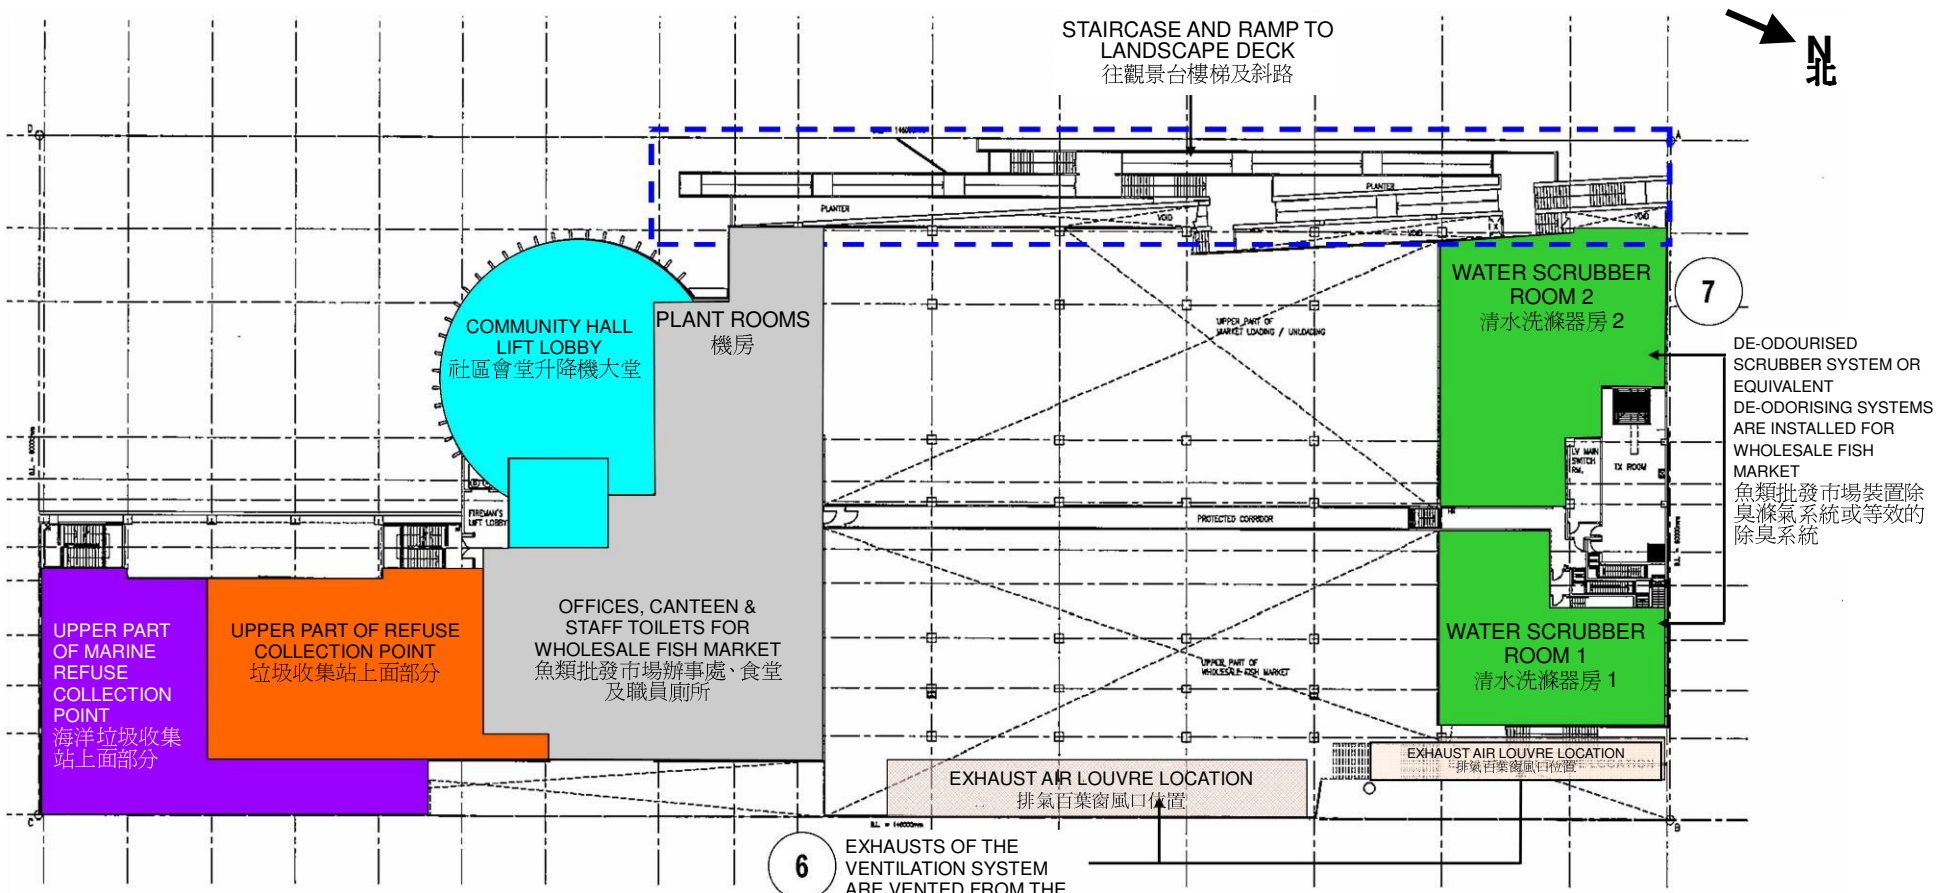 STAIRCASE AND RAMP TO
LANDSCAPE DECK
往觀景台樓梯及斜路
N
北
D
A
PLANTER
PLANTER
VOID
VOID
VOID
WATER SCRUBBER
ROOM 2
清水洗滌器房 2
7
COMMUNITY HALL
LIFT LOBBY
社區會堂升降機大堂
PLANT ROOMS
機房
UPPER PART OF
MARKET LOADING / UNLOADING
DE-ODOURISED
SCRUBBER SYSTEM OR
EQUIVALENT
DE-ODORISING SYSTEMS
ARE INSTALLED FOR
WHOLESALE FISH
MARKET
魚類批發市場裝置除
臭滌氣系統或等效的
除臭系統
LV MAIN
SWITCH
RM.
TX ROOM
FIREMAN'S
LIFT LOBBY
PROTECTED CORRIDOR
UPPER PART
OF MARINE
REFUSE
COLLECTION
POINT
海洋垃圾收集
站上面部分
UPPER PART OF REFUSE
COLLECTION POINT
垃圾收集站上面部分
OFFICES, CANTEEN &
STAFF TOILETS FOR
WHOLESALE FISH MARKET
魚類批發市場辦事處、食堂
及職員廁所
UPPER PART OF
WHOLESALE FISH MARKET
WATER SCRUBBER
ROOM 1
清水洗滌器房 1
EXHAUST AIR LOUVRE LOCATION
排氣百葉窗風口位置
EXHAUST AIR LOUVRE LOCATION
排氣百葉窗風口位置
C
B
6
EXHAUSTS OF THE
VENTILATION SYSTEM
ARE VENTED FROM THE